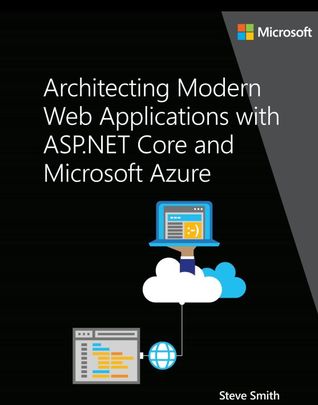 Microsoft
Architecting Modern
Web Applications with
ASP.NET Core and
Microsoft Azure
Steve Smith